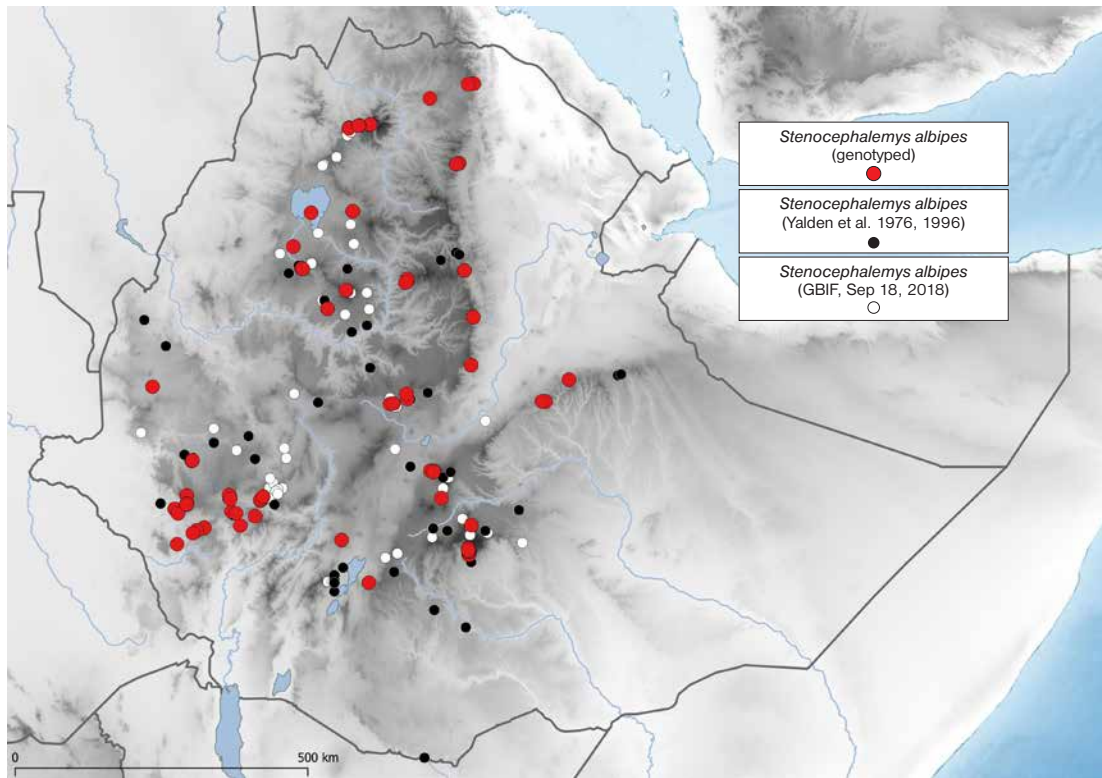 Stenocephalemys albipes
(genotyped)
Stenocephalemys albipes
(Yalden et al. 1976, 1996)
Stenocephalemys albipes
(GBIF, Sep 18, 2018)
0 500 km